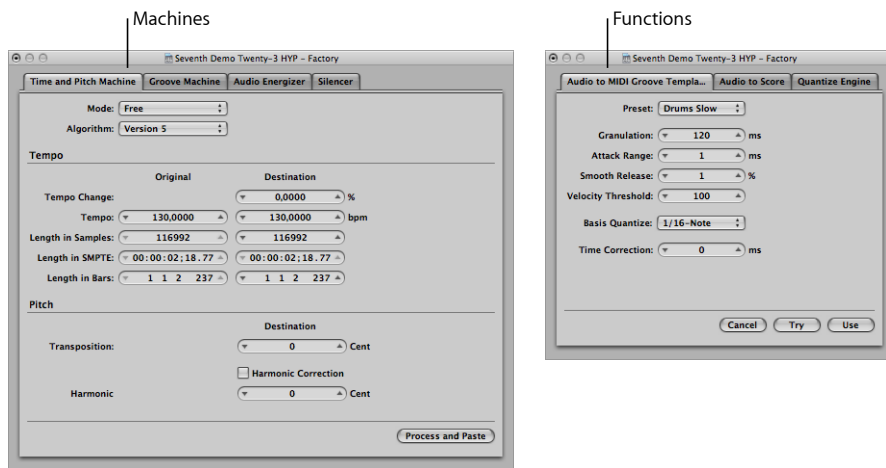 Machines
Seventh Demo Twenty-3 HYP – Factory
Time and Pitch Machine Groove Machine Audio Energizer Silencer
Mode: Free
Algorithm: Version 5
Tempo
Original Destination
Tempo Change: 0,0000 %
Tempo: 130,0000 130,0000 bpm
Length in Samples: 116992 116992
Length in SMPTE: 00:00:02;18.77 00:00:02;18.77
Length in Bars: 1 1 2 237 1 1 2 237
Pitch
Destination
Transposition: 0 Cent
Harmonic Correction
Harmonic 0 Cent
Process and Paste
Functions
Seventh Demo Twenty-3 HYP – Factory
Audio to MIDI Groove Templa... Audio to Score Quantize Engine
Preset: Drums Slow
Granulation: 120 ms
Attack Range: 1 ms
Smooth Release: 1 %
Velocity Threshold: 100
Basis Quantize: 1/16-Note
Time Correction: 0 ms
Cancel Try Use